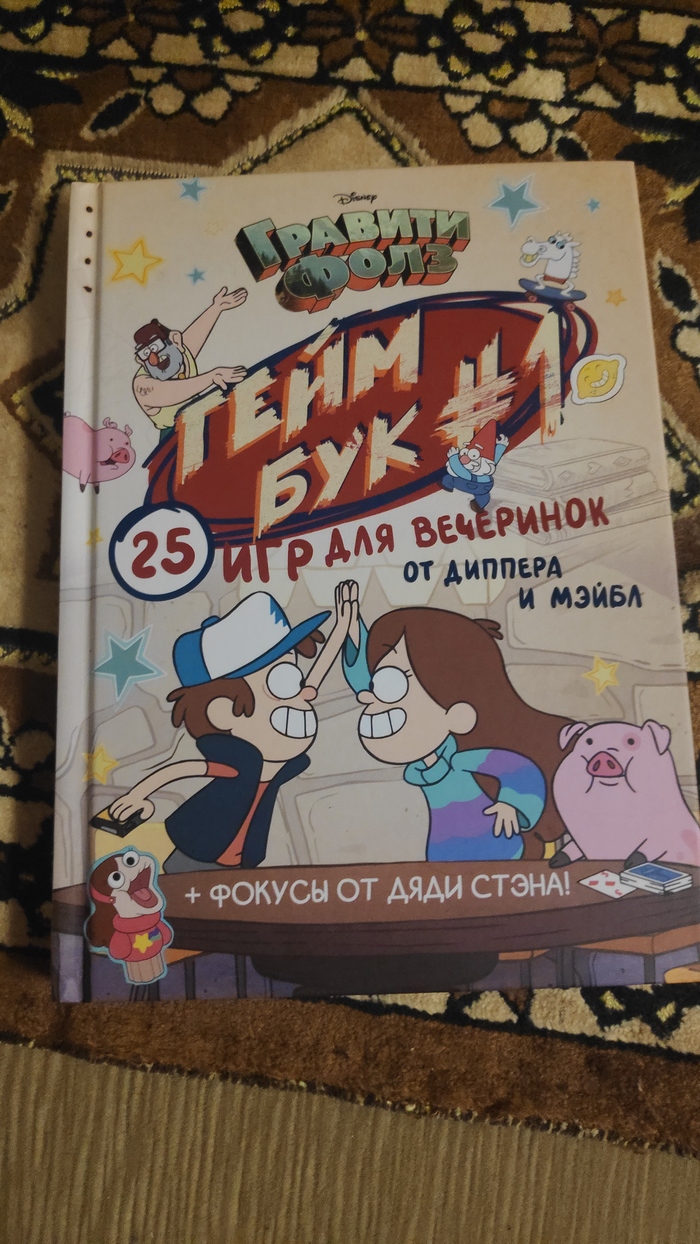 Disney
ГРАВИТИ
ФОЛЗ
ГЕЙМ
БУК #1
25 ИГР ДЛЯ ВЕЧЕРИНОК
ОТ ДИППЕРА
И МЭЙБЛ
+ ФОКУСЫ ОТ ДЯДИ СТЭНА!